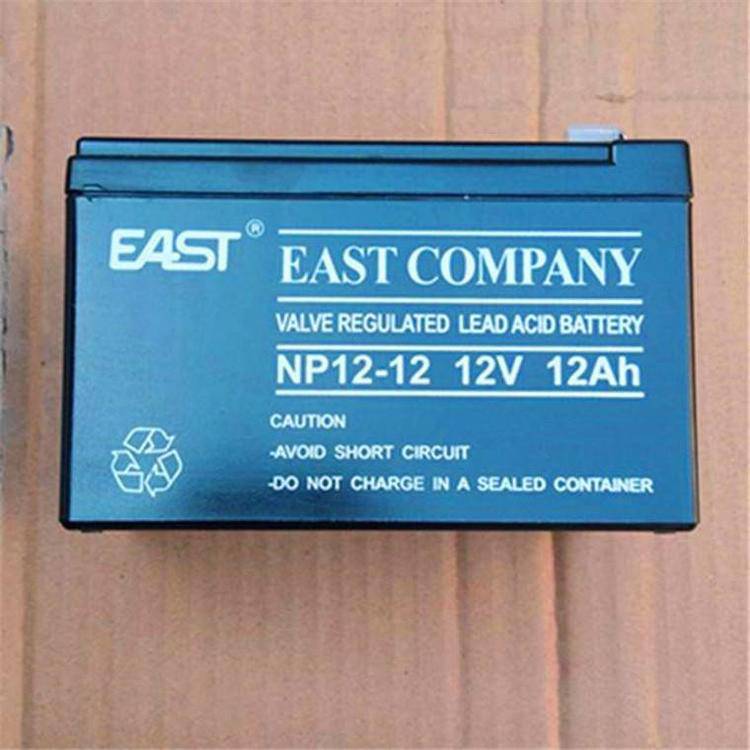 EAST®
EAST COMPANY
VALVE REGULATED LEAD ACID BATTERY
NP12-12 12V 12Ah
CAUTION
-AVOID SHORT CIRCUIT
-DO NOT CHARGE IN A SEALED CONTAINER